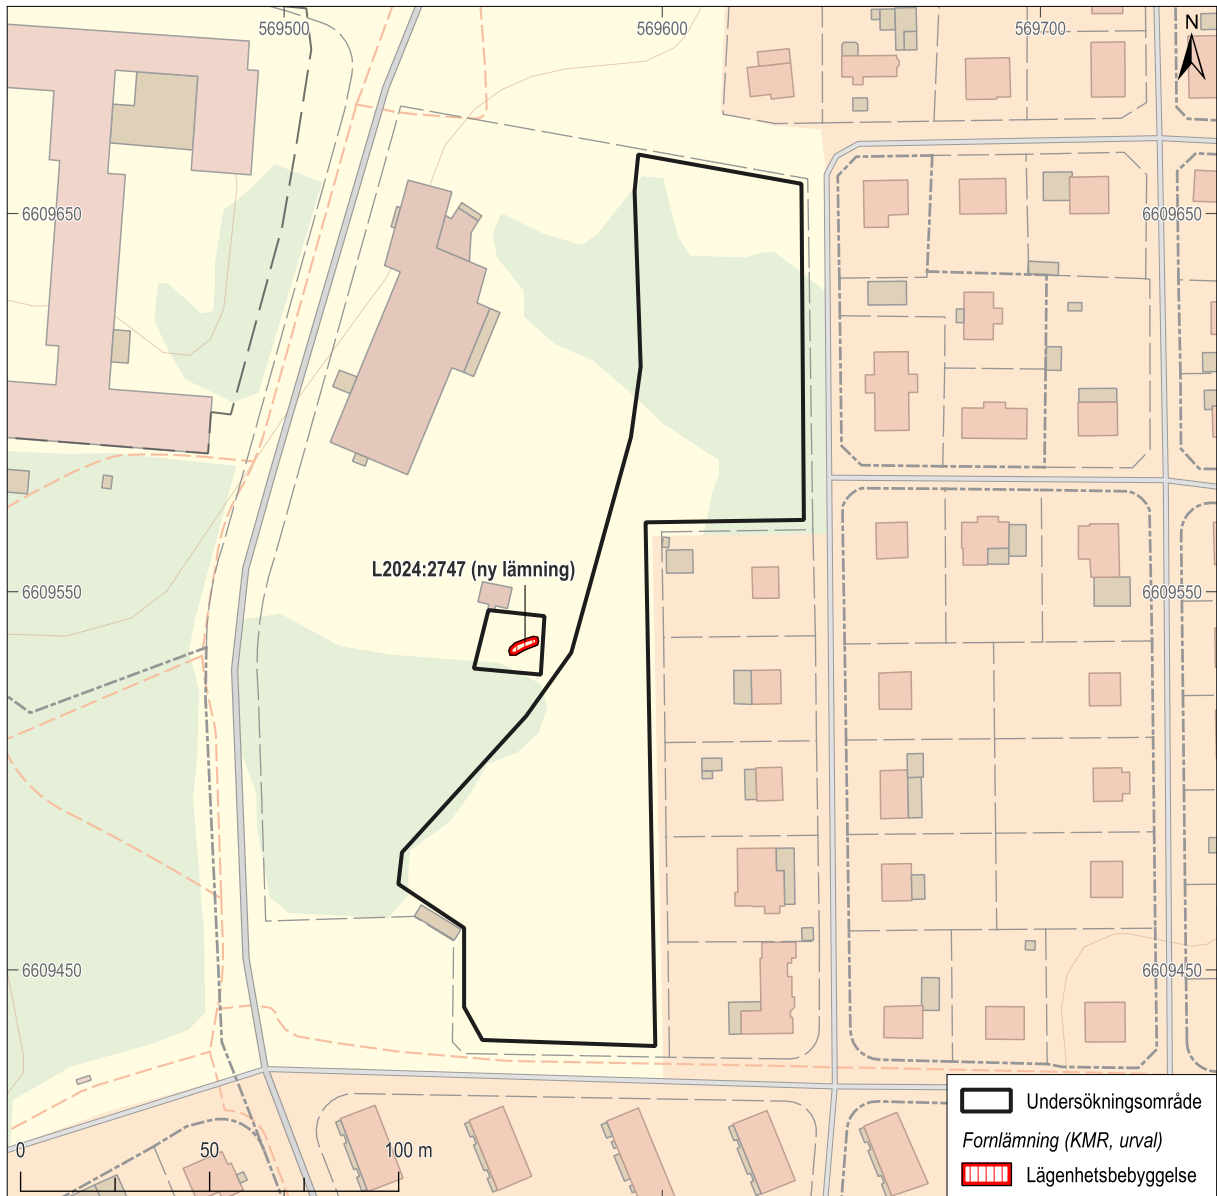 569500
569600
569700
N
6609650
6609650
L2024:2747 (ny lämning)
6609550
6609550
6609450
6609450
0
50
100 m
Undersökningsområde
Fornlämning (KMR, urval)
Lägenhetsbebyggelse